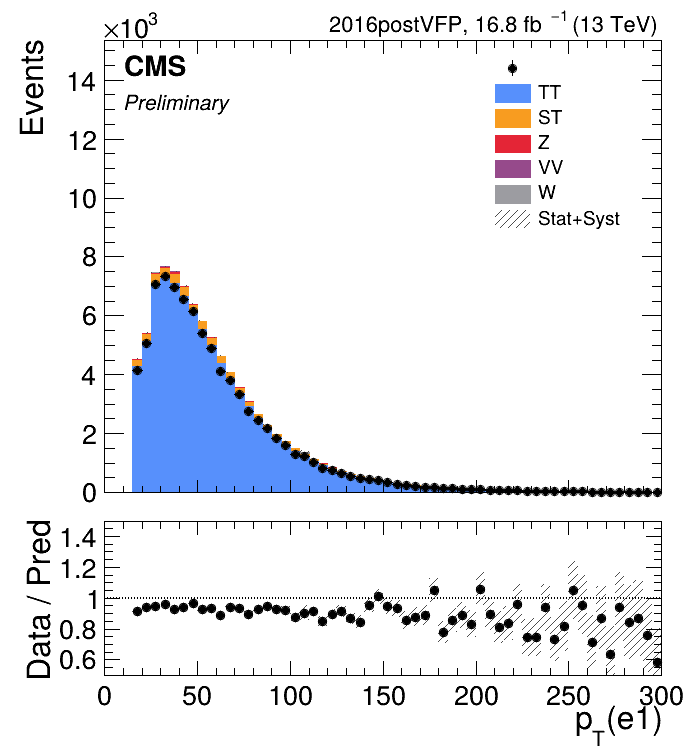 ×10³
2016postVFP, 16.8 fb ⁻¹ (13 TeV)
CMS
Preliminary
Events
14
12
10
8
6
4
2
0
TT
ST
Z
VV
W
Stat+Syst
Data / Pred
1.4
1.2
1
0.8
0.6
0 50 100 150 200 250 300
p_T(e1)